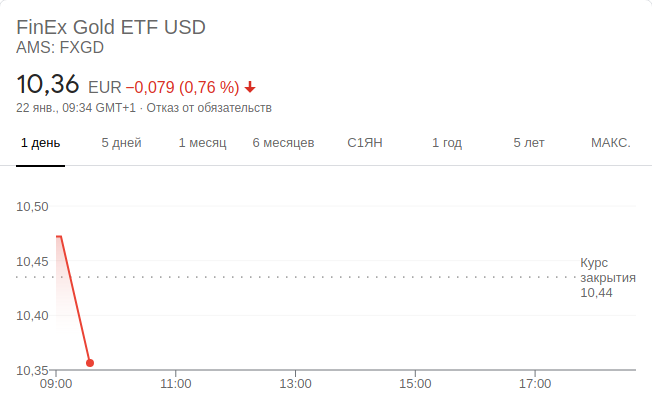 FinEx Gold ETF USD
AMS: FXGD
10,36 EUR −0,079 (0,76 %)
22 янв., 09:34 GMT+1 · Отказ от обязательств
1 день 5 дней 1 месяц 6 месяцев С1ЯН 1 год 5 лет МАКС.
10,50
10,45
Курс
закрытия
10,44
10,40
10,35
09:00 11:00 13:00 15:00 17:00